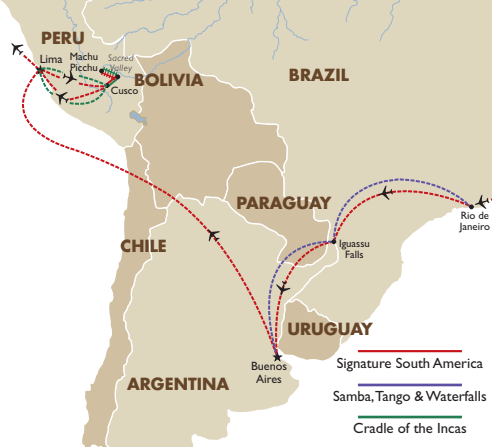 PERU
Lima
Machu
Picchu
Sacred
Valley
Cusco
BOLIVIA
BRAZIL
PARAGUAY
Rio de
Janeiro
Iguassu
Falls
CHILE
URUGUAY
Buenos
Aires
ARGENTINA
Signature South America
Samba, Tango & Waterfalls
Cradle of the Incas